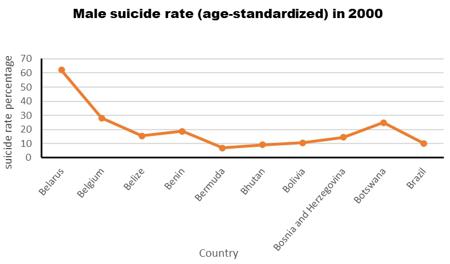 Male suicide rate (age-standardized) in 2000
suicide rate percentage
70
60
50
40
30
20
10
0
Belarus
Belgium
Belize
Benin
Bermuda
Bhutan
Bolivia
Bosnia and Herzegovina
Botswana
Brazil
Country